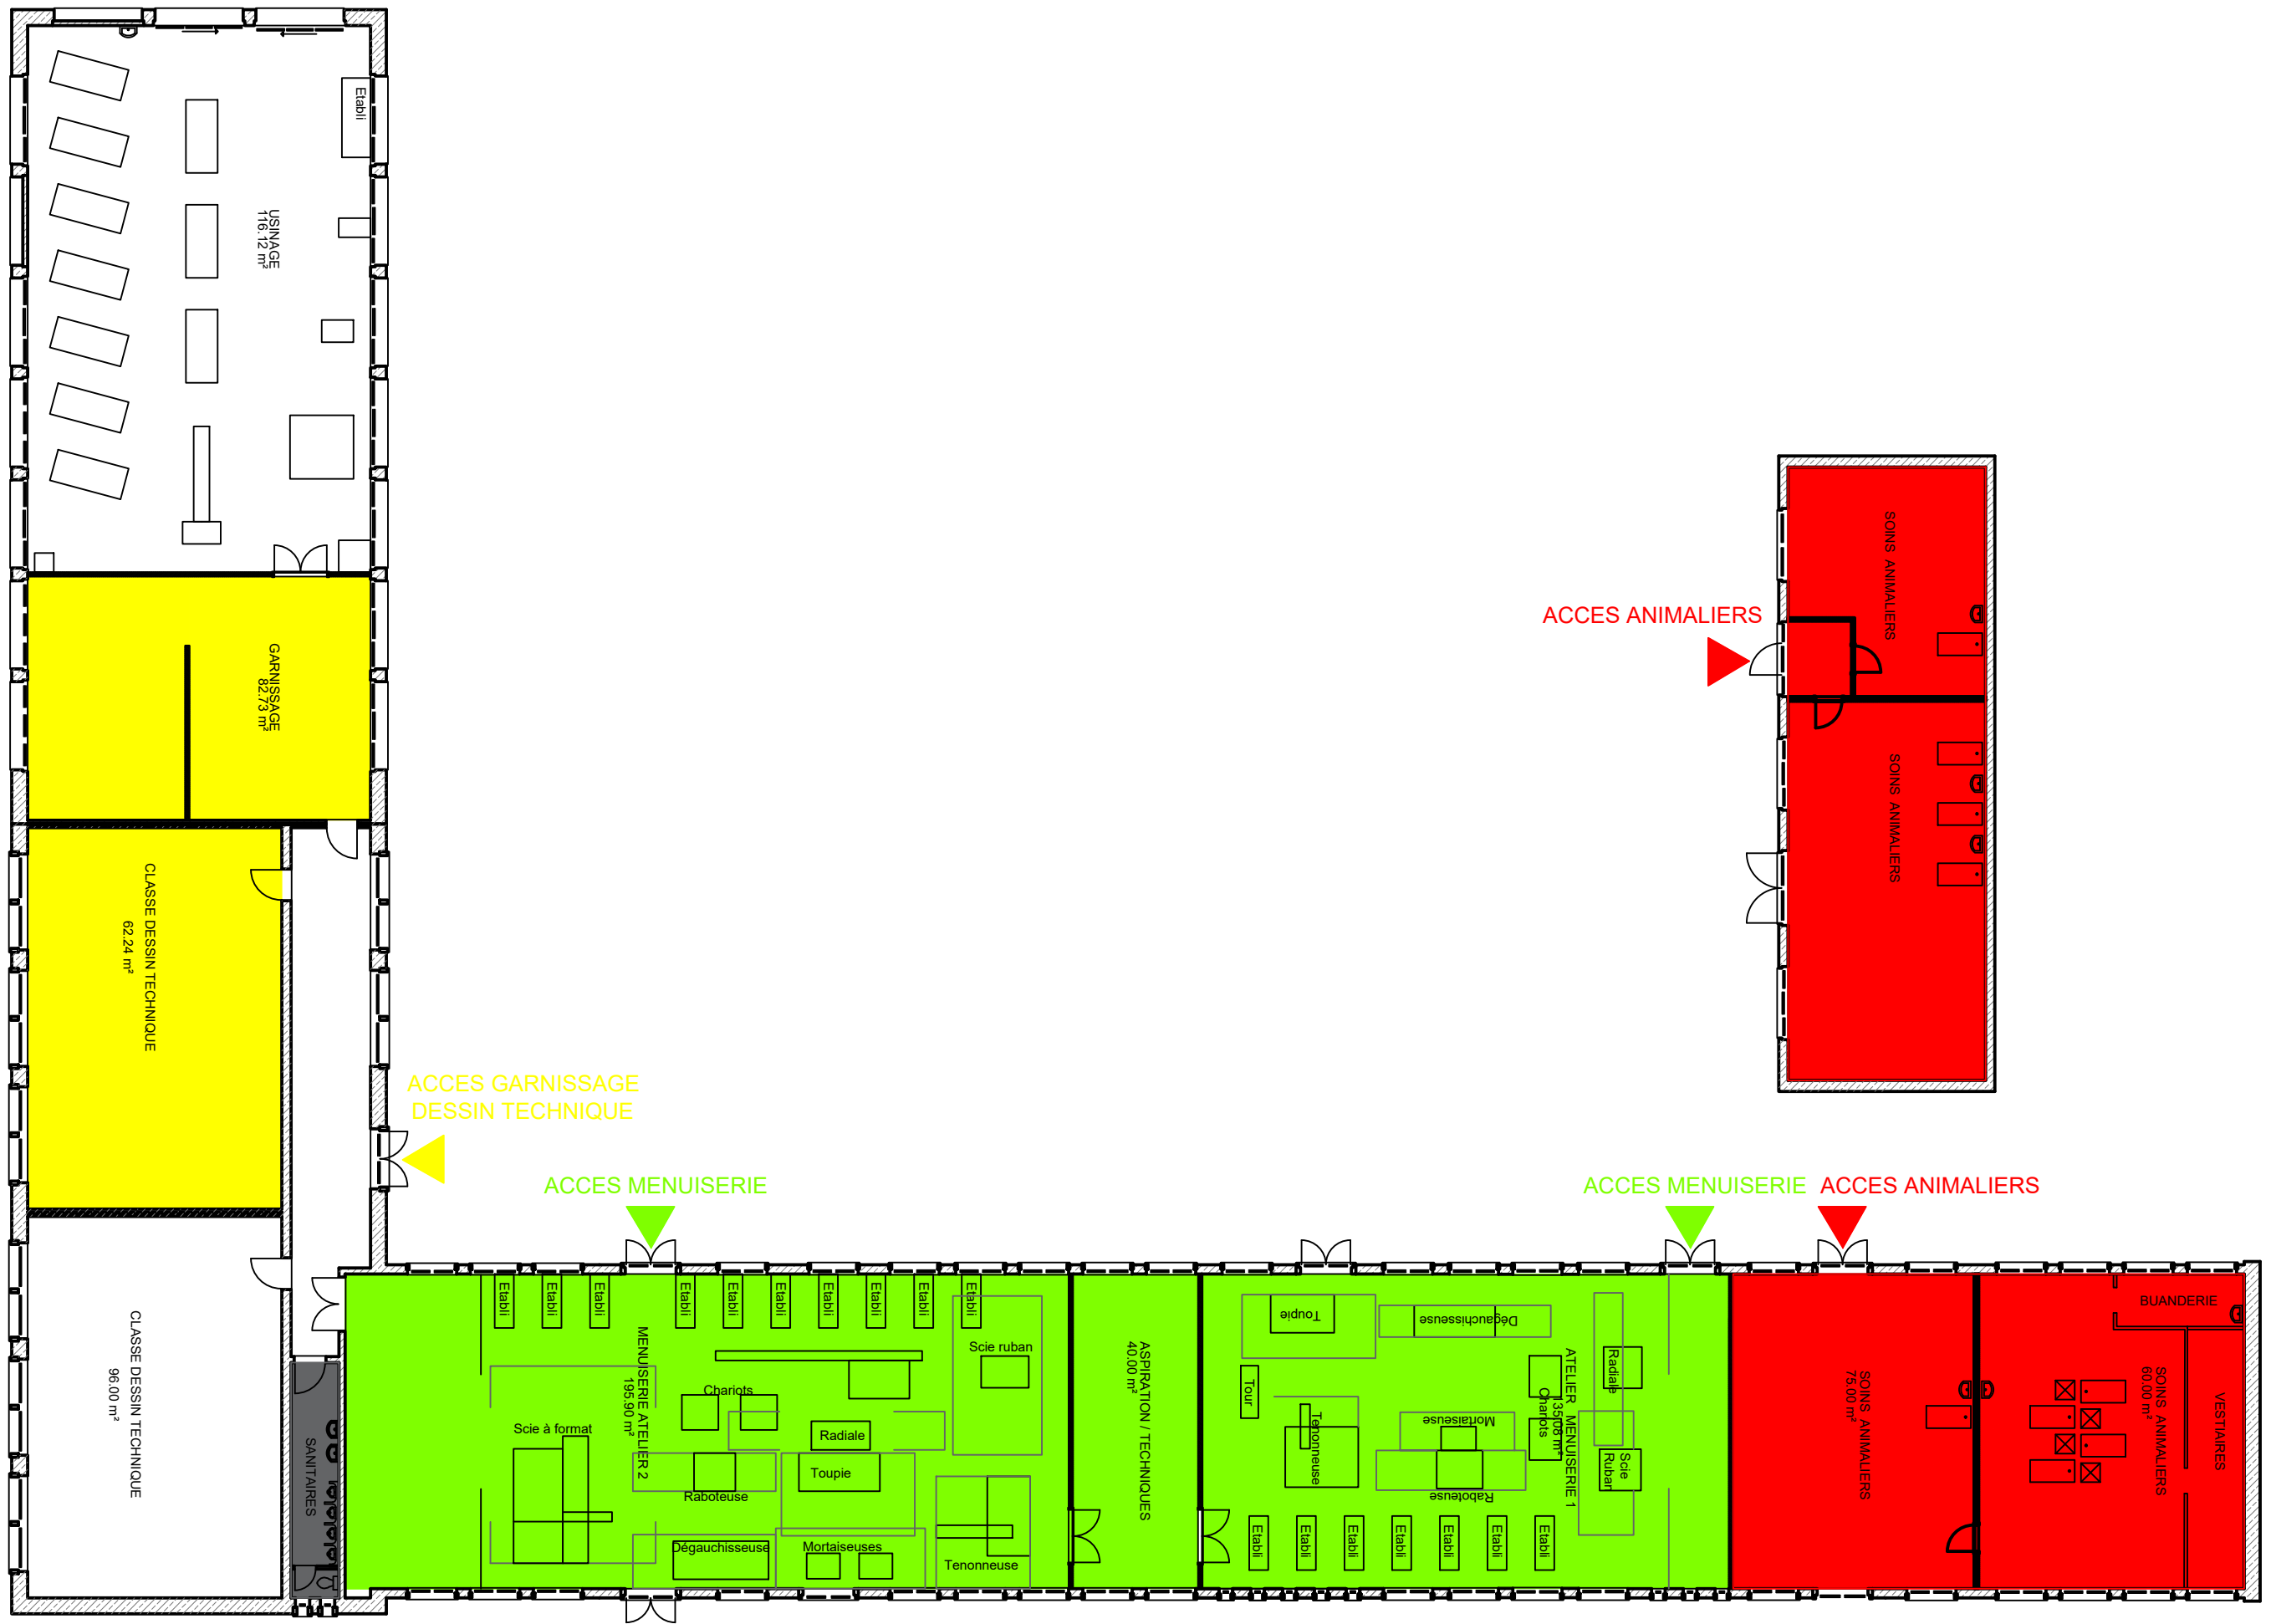 Etabli
USINAGE
116.12 m²
GARNISSAGE
82.73 m²
CLASSE DESSIN TECHNIQUE
62.24 m²
CLASSE DESSIN TECHNIQUE
96.00 m²
SANITAIRES
ACCES GARNISSAGE
DESSIN TECHNIQUE
ACCES MENUISERIE
Etabli
Etabli
Etabli
Etabli
Etabli
Etabli
Etabli
Etabli
Etabli
Etabli
MENUISERIE ATELIER 2
195.90 m²
Scie ruban
Chariots
Scie à format
Radiale
Toupie
Raboteuse
Dégauchisseuse
Mortaiseuses
Tenonneuse
ASPIRATION / TECHNIQUES
40.00 m²
ACCES MENUISERIE
Toupie
Dégauchisseuse
Radiale
Tour
Tenonneuse
Mortaiseuse
Raboteuse
Chariots
ATELIER MENUISERIE 1
135.08 m²
Scie
Ruban
Etabli
Etabli
Etabli
Etabli
Etabli
Etabli
Etabli
ACCES ANIMALIERS
SOINS ANIMALIERS
75.00 m²
SOINS ANIMALIERS
60.00 m²
BUANDERIE
VESTIAIRES
ACCES ANIMALIERS
SOINS ANIMALIERS
SOINS ANIMALIERS